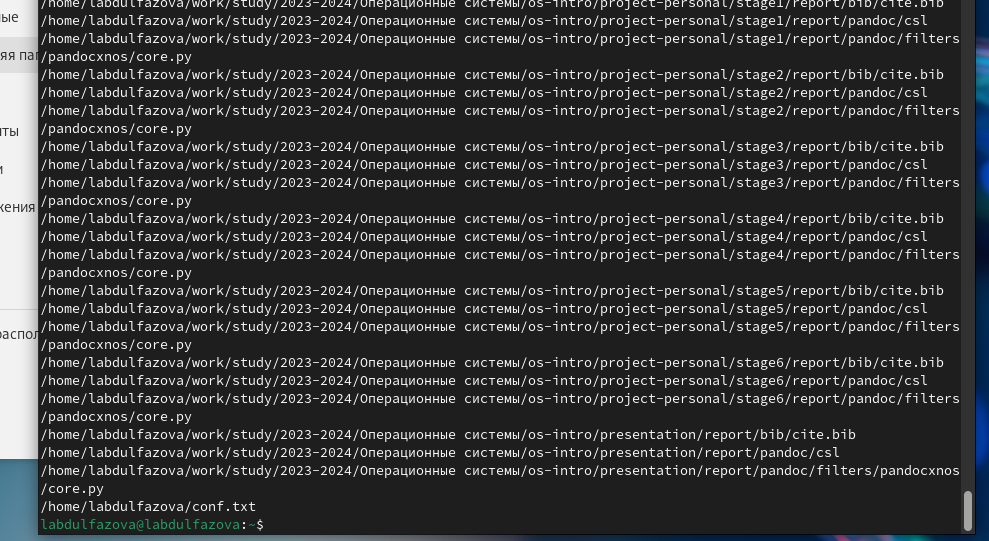 ые
/home/labdulfazova/work/study/2023-2024/Операционные системы/os-intro/project-personal/stage1/report/bib/cite.bib
/home/labdulfazova/work/study/2023-2024/Операционные системы/os-intro/project-personal/stage1/report/pandoc/csl
/home/labdulfazova/work/study/2023-2024/Операционные системы/os-intro/project-personal/stage1/report/pandoc/filters
яя пап
/pandocxnos/core.py
/home/labdulfazova/work/study/2023-2024/Операционные системы/os-intro/project-personal/stage2/report/bib/cite.bib
/home/labdulfazova/work/study/2023-2024/Операционные системы/os-intro/project-personal/stage2/report/pandoc/csl
/home/labdulfazova/work/study/2023-2024/Операционные системы/os-intro/project-personal/stage2/report/pandoc/filters
нты
/pandocxnos/core.py
/home/labdulfazova/work/study/2023-2024/Операционные системы/os-intro/project-personal/stage3/report/bib/cite.bib
/home/labdulfazova/work/study/2023-2024/Операционные системы/os-intro/project-personal/stage3/report/pandoc/csl
и
/home/labdulfazova/work/study/2023-2024/Операционные системы/os-intro/project-personal/stage3/report/pandoc/filters
/pandocxnos/core.py
жения
/home/labdulfazova/work/study/2023-2024/Операционные системы/os-intro/project-personal/stage4/report/bib/cite.bib
/home/labdulfazova/work/study/2023-2024/Операционные системы/os-intro/project-personal/stage4/report/pandoc/csl
/home/labdulfazova/work/study/2023-2024/Операционные системы/os-intro/project-personal/stage4/report/pandoc/filters
/pandocxnos/core.py
/home/labdulfazova/work/study/2023-2024/Операционные системы/os-intro/project-personal/stage5/report/bib/cite.bib
/home/labdulfazova/work/study/2023-2024/Операционные системы/os-intro/project-personal/stage5/report/pandoc/csl
/home/labdulfazova/work/study/2023-2024/Операционные системы/os-intro/project-personal/stage5/report/pandoc/filters
распол
/pandocxnos/core.py
/home/labdulfazova/work/study/2023-2024/Операционные системы/os-intro/project-personal/stage6/report/bib/cite.bib
/home/labdulfazova/work/study/2023-2024/Операционные системы/os-intro/project-personal/stage6/report/pandoc/csl
/home/labdulfazova/work/study/2023-2024/Операционные системы/os-intro/project-personal/stage6/report/pandoc/filters
/pandocxnos/core.py
/home/labdulfazova/work/study/2023-2024/Операционные системы/os-intro/presentation/report/bib/cite.bib
/home/labdulfazova/work/study/2023-2024/Операционные системы/os-intro/presentation/report/pandoc/csl
/home/labdulfazova/work/study/2023-2024/Операционные системы/os-intro/presentation/report/pandoc/filters/pandocxnos
/core.py
/home/labdulfazova/conf.txt
labdulfazova@labdulfazova:~$